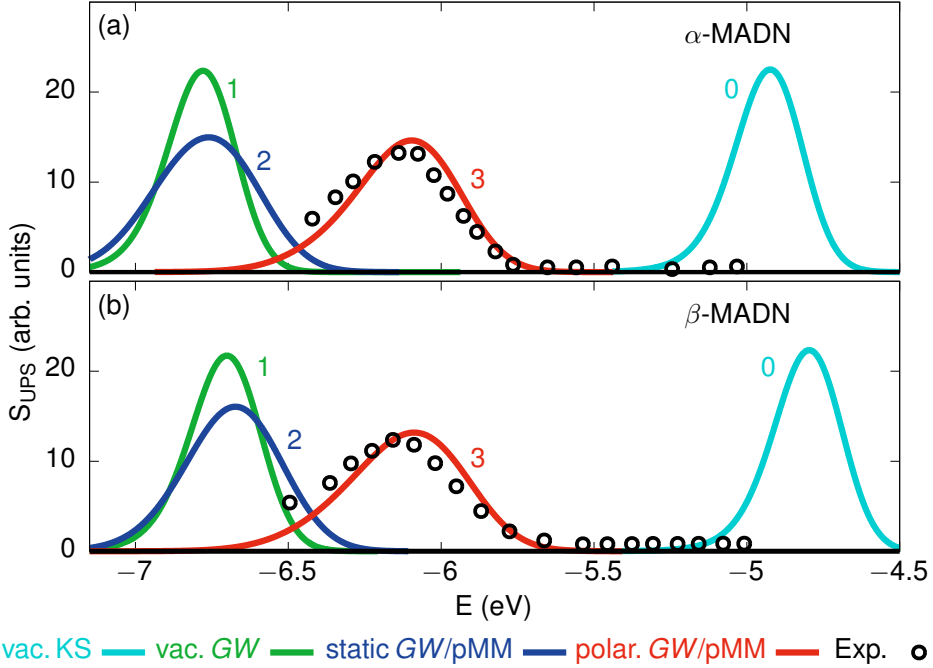 (a)
α-MADN
1
2
3
0
20
10
0
(b)
β-MADN
1
2
3
0
20
10
0
S_UPS (arb. units)
−7 −6.5 −6 −5.5 −5 −4.5
E (eV)
vac. KS vac. GW static GW/pMM polar. GW/pMM Exp.